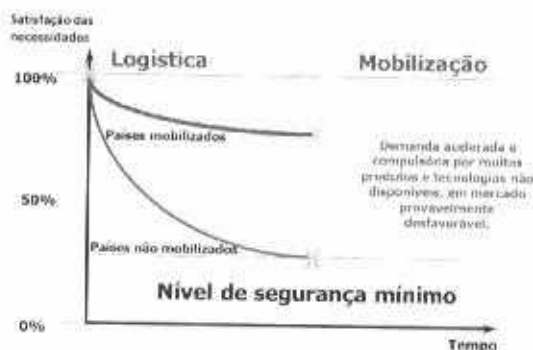 Satisfação das
necessidades
Logística
Mobilização
100%
Países mobilizados
Demanda acelerada e
compulsória por muitos
produtos e tecnologias não
disponíveis, em mercado
provavelmente
desfavorável.
50%
Países não mobilizados
Nível de segurança mínimo
0%
Tempo